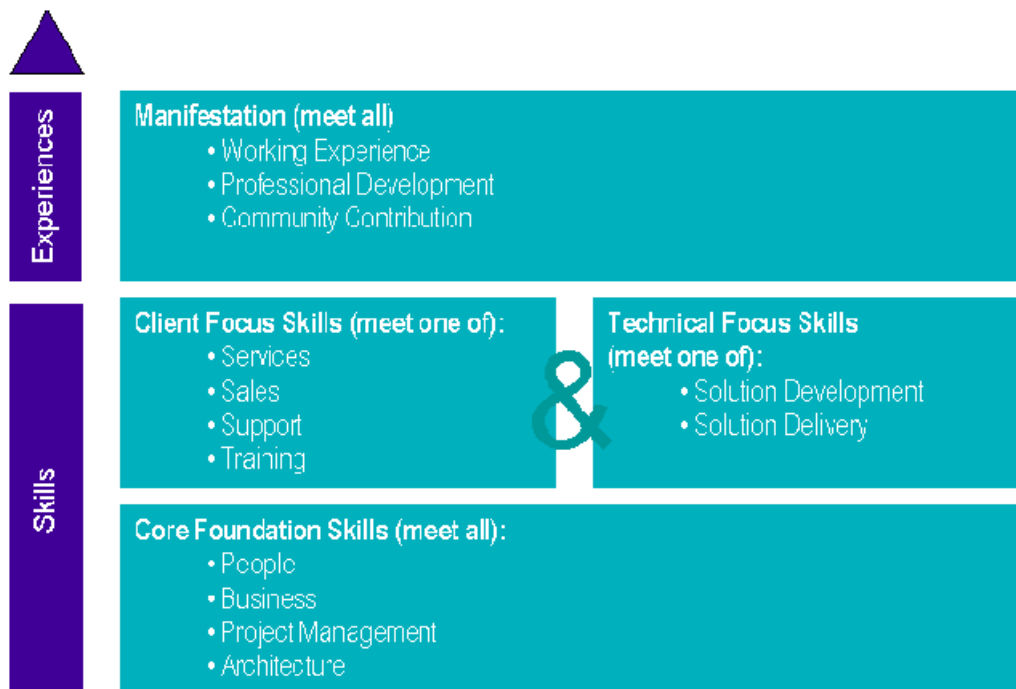 Experiences
Manifestation (meet all)
• Working Experience
• Professional Development
• Community Contribution
Skills
Client Focus Skills (meet one of):
• Services
• Sales
• Support
• Training
&
Technical Focus Skills
(meet one of):
• Solution Development
• Solution Delivery
Core Foundation Skills (meet all):
• People
• Business
• Project Management
• Architecture